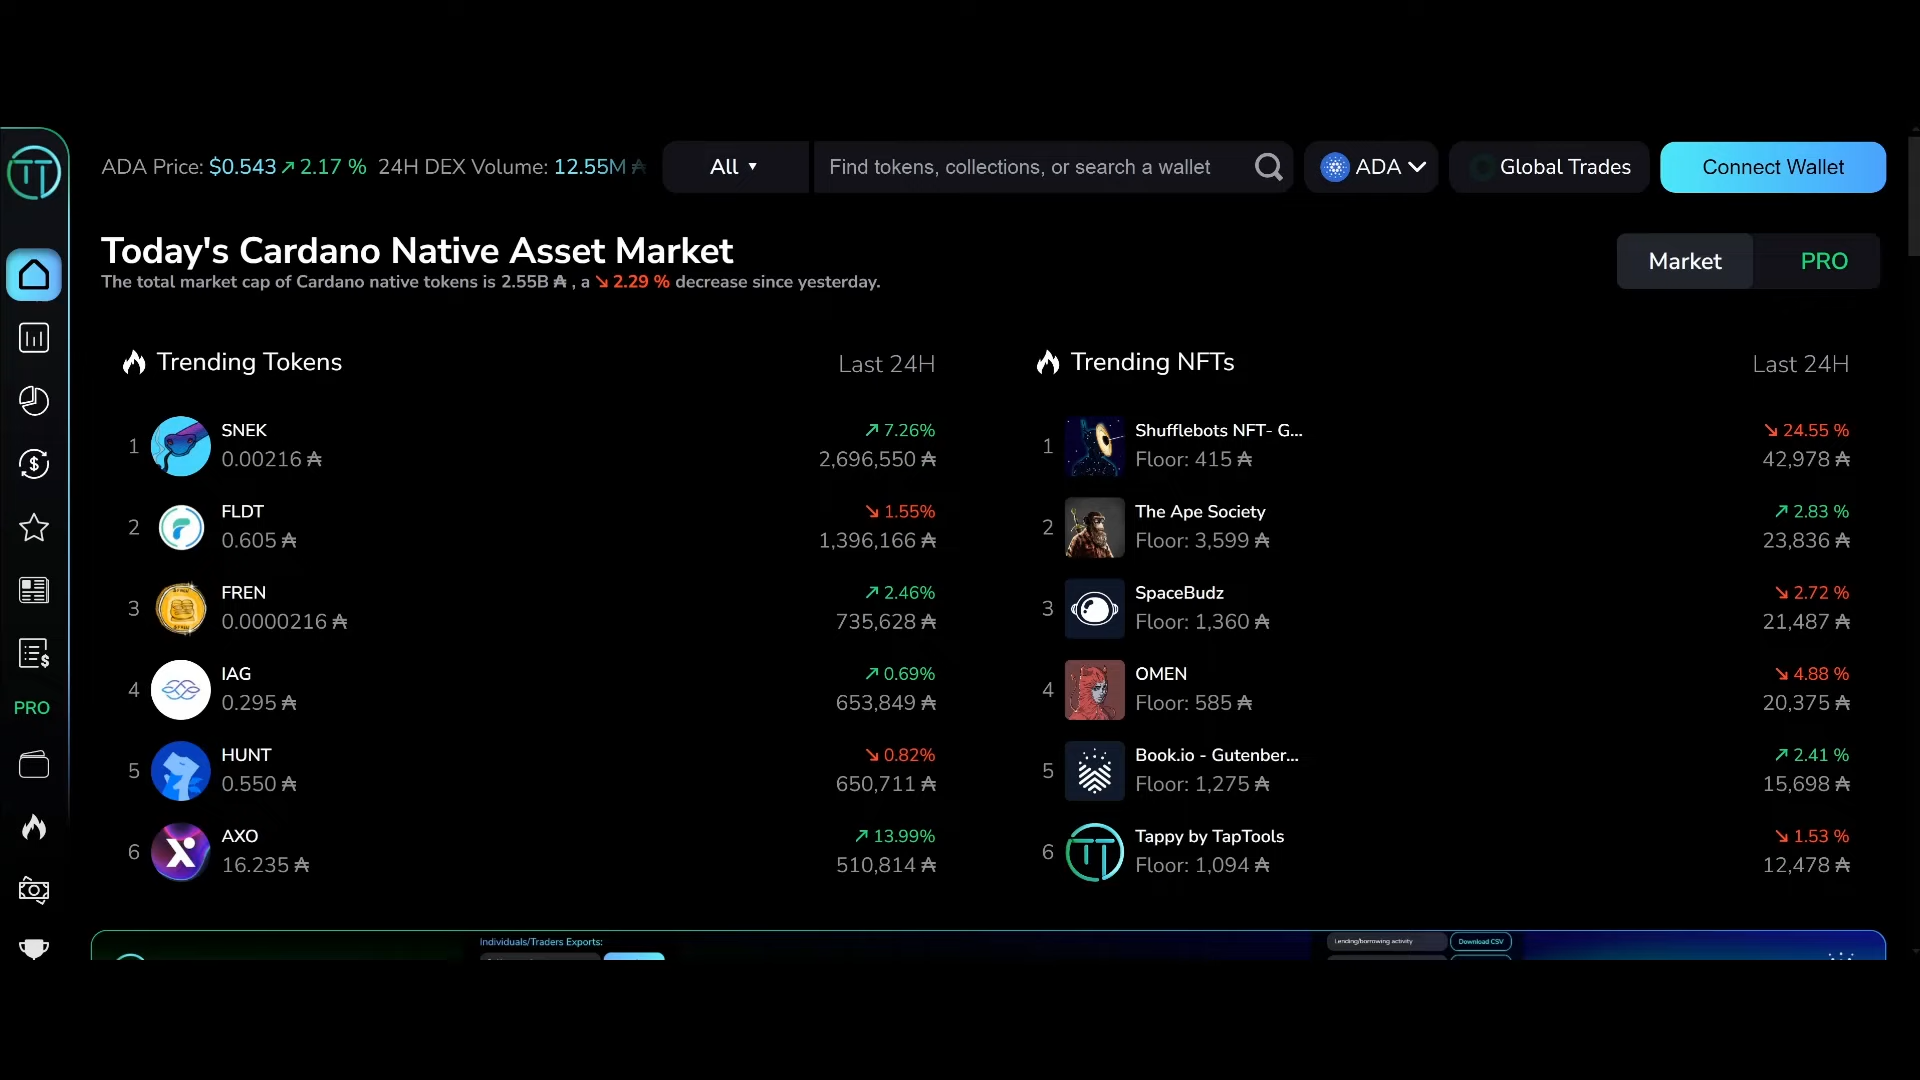 ADA Price: $0.543 ↗ 2.17 % 24H DEX Volume: 12.55M ₳
All ▾
Find tokens, collections, or search a wallet
ADA
Global Trades
Connect Wallet
Today's Cardano Native Asset Market
The total market cap of Cardano native tokens is 2.55B ₳ , a ↘ 2.29 % decrease since yesterday.
Market
PRO
PRO
Trending Tokens
Last 24H
1
SNEK
↗ 7.26%
0.00216 ₳
2,696,550 ₳
2
FLDT
↘ 1.55%
0.605 ₳
1,396,166 ₳
3
FREN
↗ 2.46%
0.0000216 ₳
735,628 ₳
4
IAG
↗ 0.69%
0.295 ₳
653,849 ₳
5
HUNT
↘ 0.82%
0.550 ₳
650,711 ₳
6
AXO
↗ 13.99%
16.235 ₳
510,814 ₳
Trending NFTs
Last 24H
1
Shufflebots NFT- G...
↘ 24.55 %
Floor: 415 ₳
42,978 ₳
2
The Ape Society
↗ 2.83 %
Floor: 3,599 ₳
23,836 ₳
3
SpaceBudz
↘ 2.72 %
Floor: 1,360 ₳
21,487 ₳
4
OMEN
↘ 4.88 %
Floor: 585 ₳
20,375 ₳
5
Book.io - Gutenber...
↗ 2.41 %
Floor: 1,275 ₳
15,698 ₳
6
Tappy by TapTools
↘ 1.53 %
Floor: 1,094 ₳
12,478 ₳
Individuals/Traders Exports:
Lending/borrowing activity
Download CSV